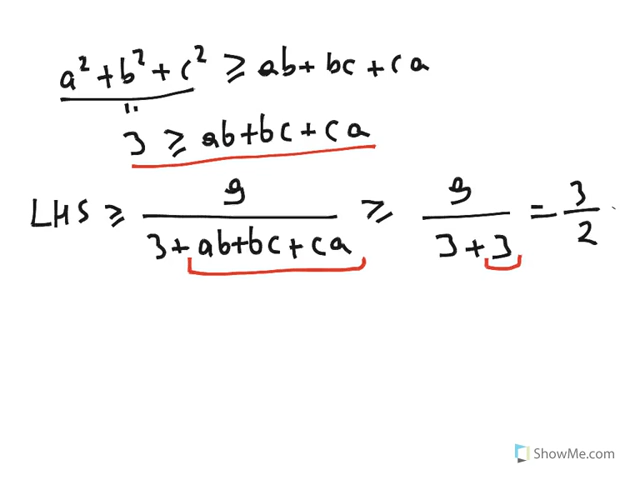 a² + b² + c² ≥ ab + bc + ca
=
3 ≥ ab + bc + ca
LHS ≥ 9/(3 + ab + bc + ca) ≥ 9/(3 + 3) = 3/2
ShowMe.com